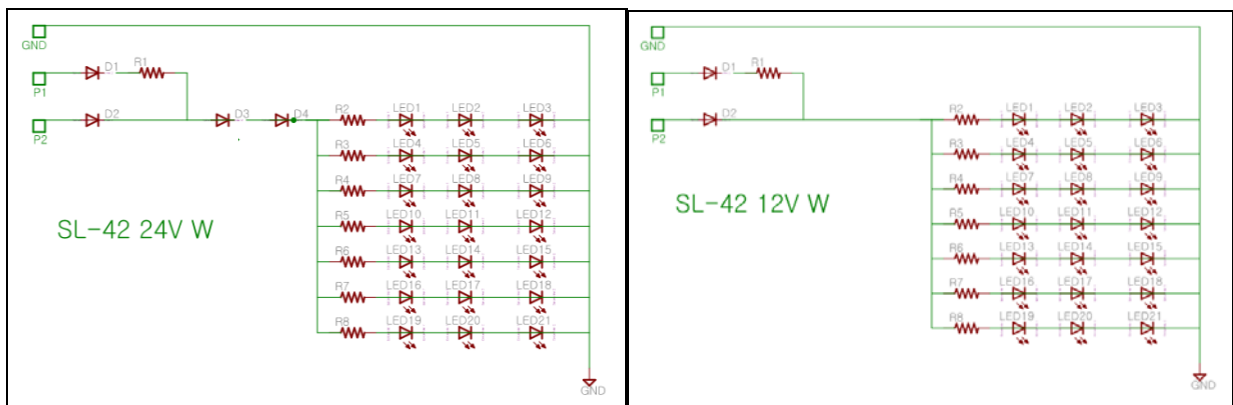 GND
D1 R1
P1
D2 D3 D4
P2
R2 LED1 LED2 LED3
R3 LED4 LED5 LED6
R4 LED7 LED8 LED9
R5 LED10 LED11 LED12
R6 LED13 LED14 LED15
R7 LED16 LED17 LED18
R8 LED19 LED20 LED21
SL-42 24V W
GND
GND
D1 R1
P1
D2
P2
R2 LED1 LED2 LED3
R3 LED4 LED5 LED6
R4 LED7 LED8 LED9
R5 LED10 LED11 LED12
R6 LED13 LED14 LED15
R7 LED16 LED17 LED18
R8 LED19 LED20 LED21
SL-42 12V W
GND